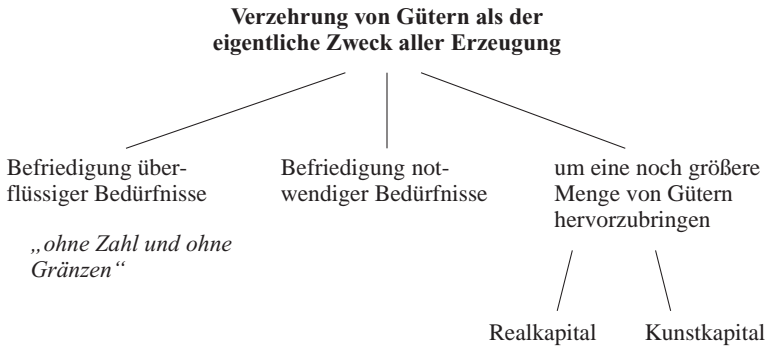 Verzehrung von Gütern als der
eigentliche Zweck aller Erzeugung
Befriedigung über-
flüssiger Bedürfnisse
„ohne Zahl und ohne
Gränzen“
Befriedigung not-
wendiger Bedürfnisse
um eine noch größere
Menge von Gütern
hervorzubringen
Realkapital
Kunstkapital